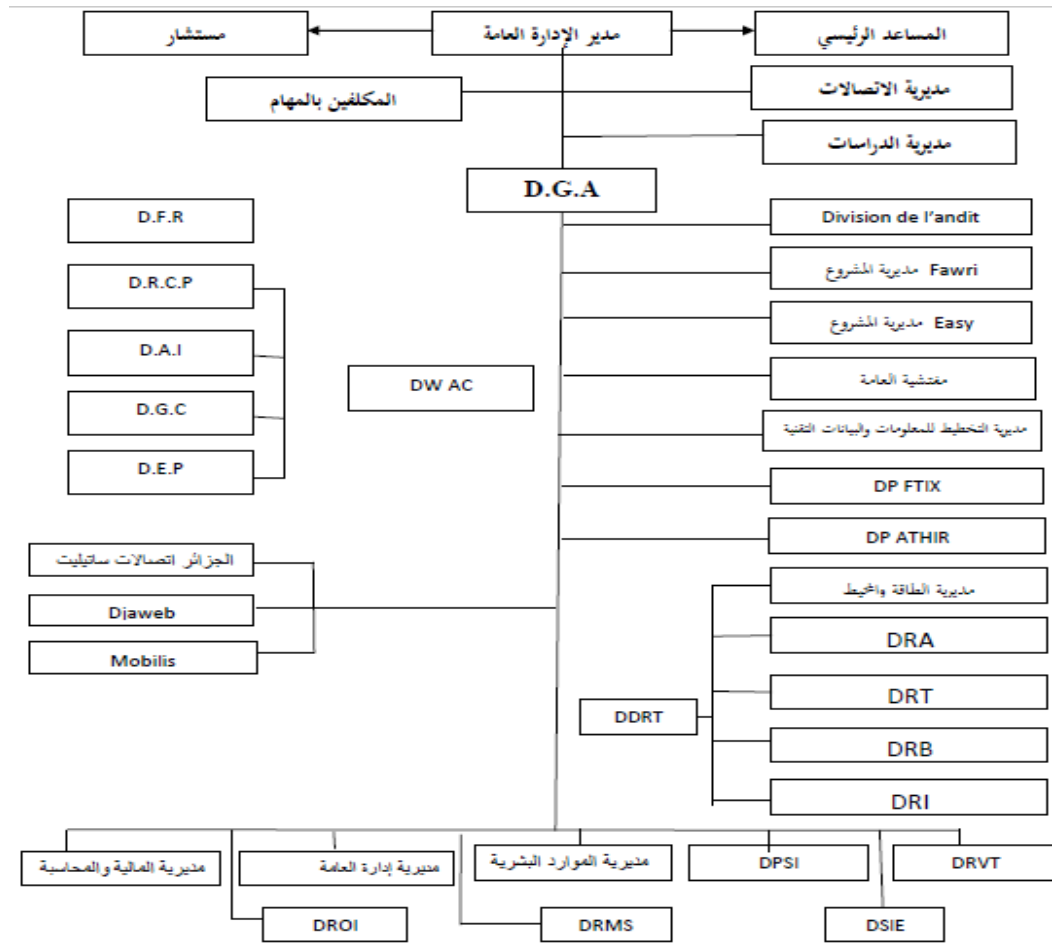 المساعد الرئيسي
مدير الإدارة العامة
مستشار
مديرية الاتصالات
المكلفين بالمهام
مديرية الدراسات
D.G.A
Division de l'andit
D.F.R
مديرية المشروع Fawri
D.R.C.P
مديرية المشروع Easy
D.A.I
مفتشية العامة
DW AC
D.G.C
مديرية التخطيط للمعلومات والبيانات التقنية
D.E.P
DP FTIX
DP ATHIR
الجزائر اتصالات ساتيليت
مديرية الطاقة والمحيط
Djaweb
DRA
Mobilis
DRT
DDRT
DRB
DRI
مديرية المالية والمحاسبة
مديرية إدارة العامة
مديرية الموارد البشرية
DPSI
DRVT
DROI
DRMS
DSIE